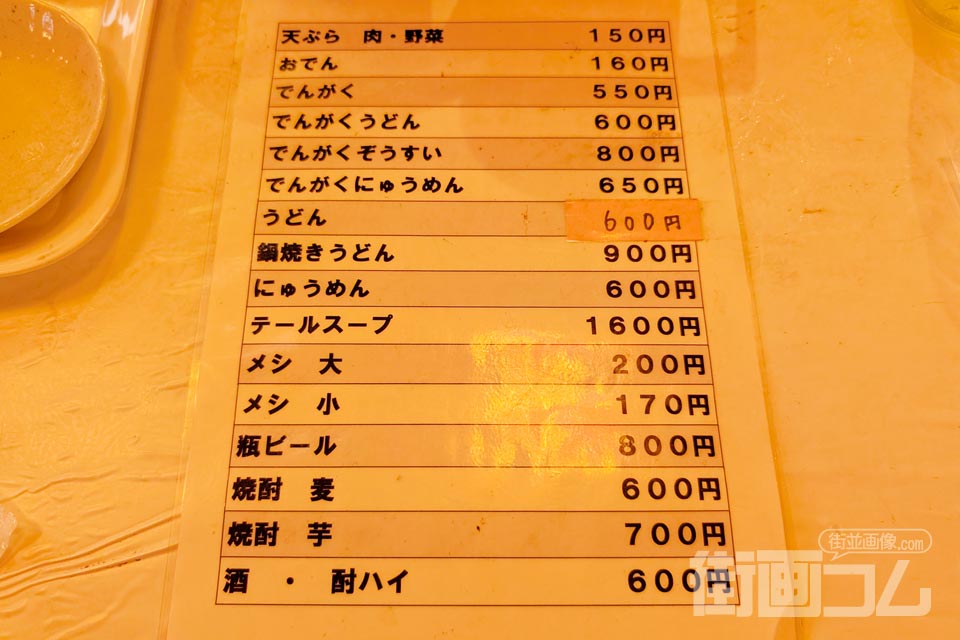 天ぷら　肉・野菜　１５０円
おでん　１６０円
でんがく　５５０円
でんがくうどん　６００円
でんがくぞうすい　８００円
でんがくにゅうめん　６５０円
うどん　600円
鍋焼きうどん　９００円
にゅうめん　６００円
テールスープ　１６００円
メシ　大　２００円
メシ　小　１７０円
瓶ビール　８００円
焼酎　麦　６００円
焼酎　芋　７００円
酒　・　酎ハイ　６００円
街並画像.com
街画コム